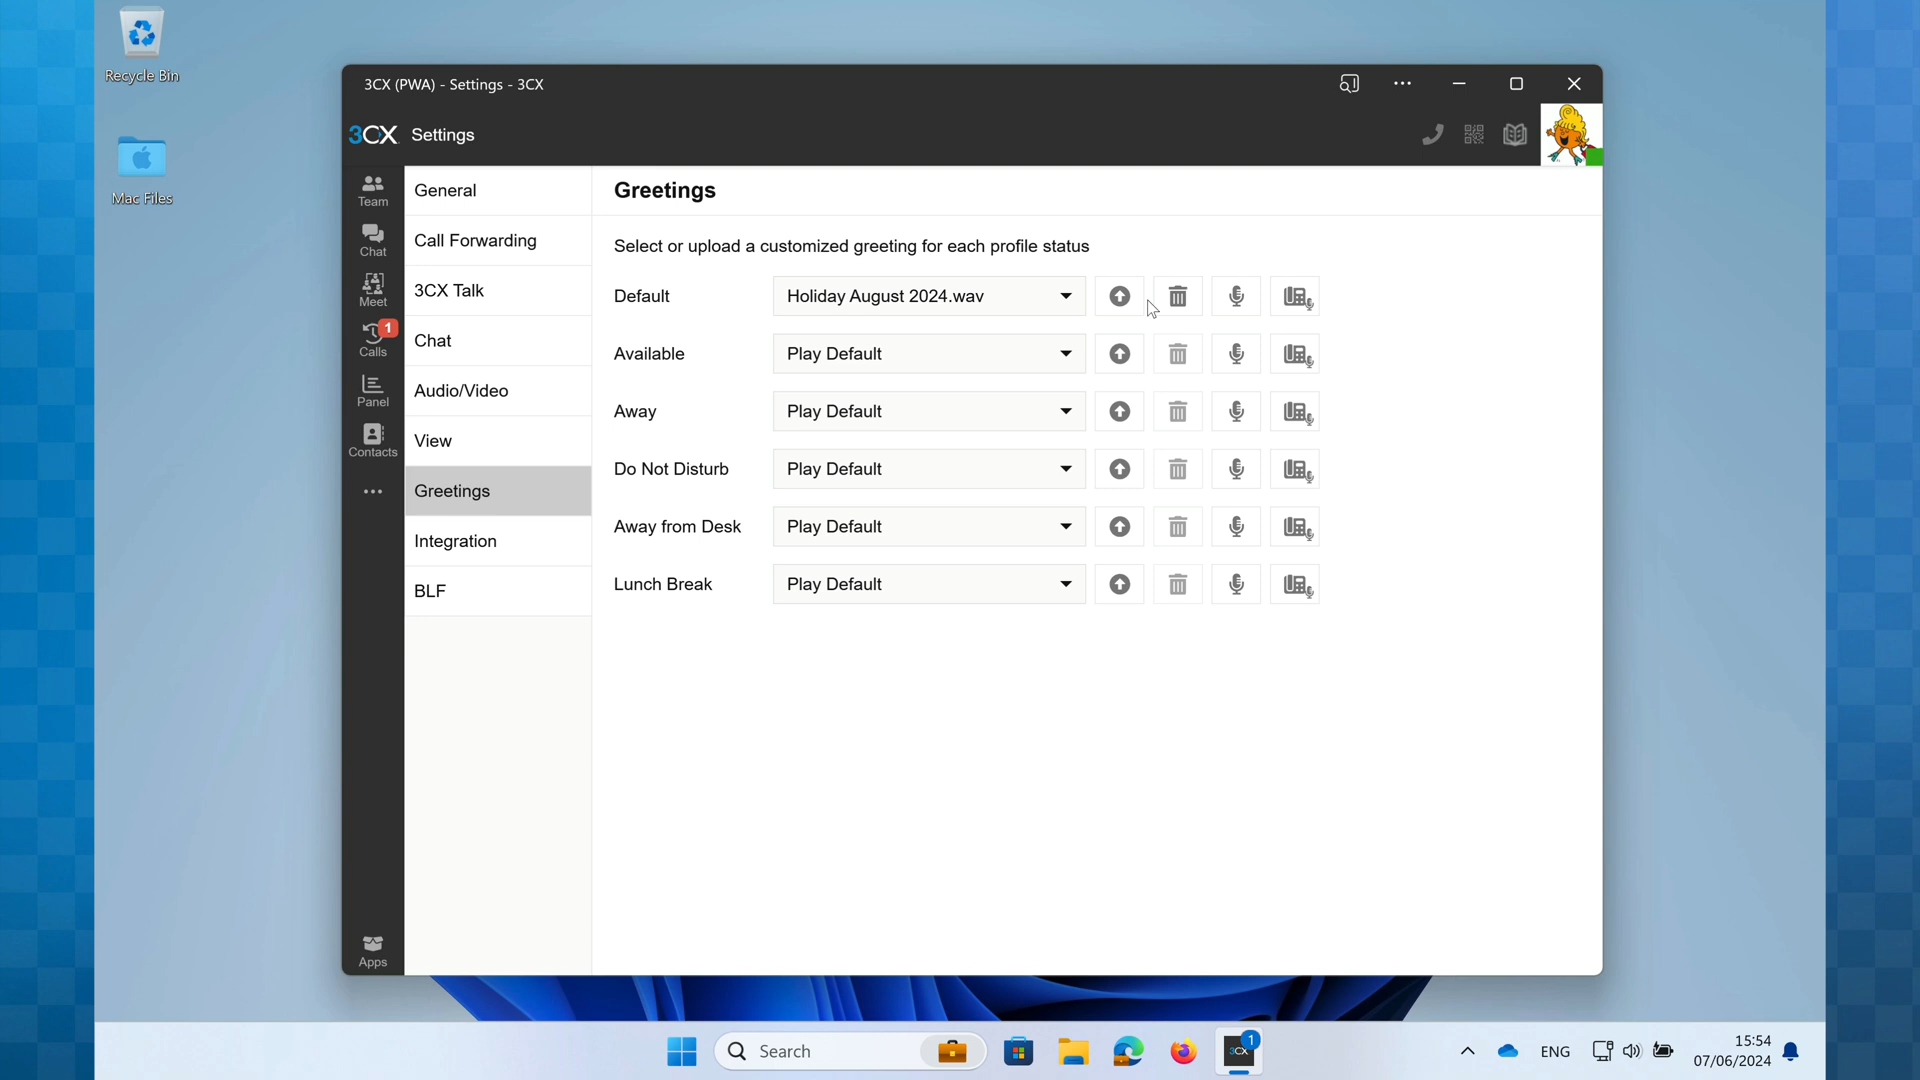 Recycle Bin
Mac Files
3CX (PWA) - Settings - 3CX
3CX Settings
Team
Chat
Meet
1
Calls
Panel
Contacts
Apps
General
Call Forwarding
3CX Talk
Chat
Audio/Video
View
Greetings
Integration
BLF
Greetings
Select or upload a customized greeting for each profile status
Default Holiday August 2024.wav
Available Play Default
Away Play Default
Do Not Disturb Play Default
Away from Desk Play Default
Lunch Break Play Default
Search
3CX 1
ENG
15:54
07/06/2024